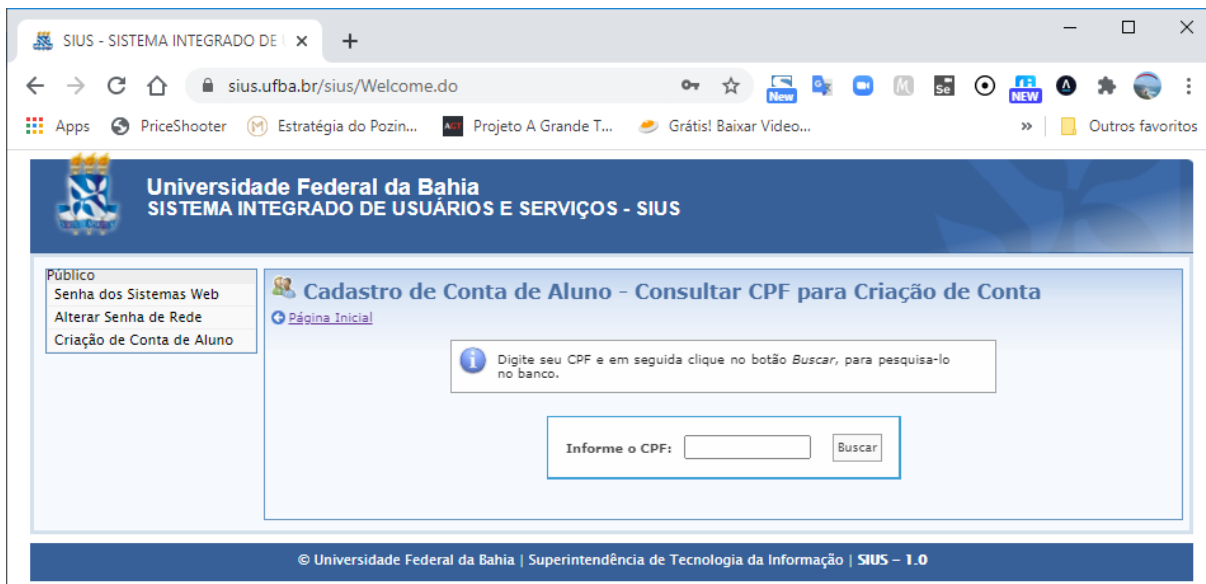 SIUS - SISTEMA INTEGRADO DE
sius.ufba.br/sius/Welcome.do
New
Se
NEW
Apps
PriceShooter
Estratégia do Pozin...
AGT
Projeto A Grande T...
Grátis! Baixar Video...
»
Outros favoritos
Universidade Federal da Bahia
SISTEMA INTEGRADO DE USUÁRIOS E SERVIÇOS - SIUS
Público
Senha dos Sistemas Web
Alterar Senha de Rede
Criação de Conta de Aluno
Cadastro de Conta de Aluno - Consultar CPF para Criação de Conta
Página Inicial
Digite seu CPF e em seguida clique no botão Buscar, para pesquisa-lo
no banco.
Informe o CPF:
Buscar
© Universidade Federal da Bahia | Superintendência de Tecnologia da Informação | SIUS – 1.0